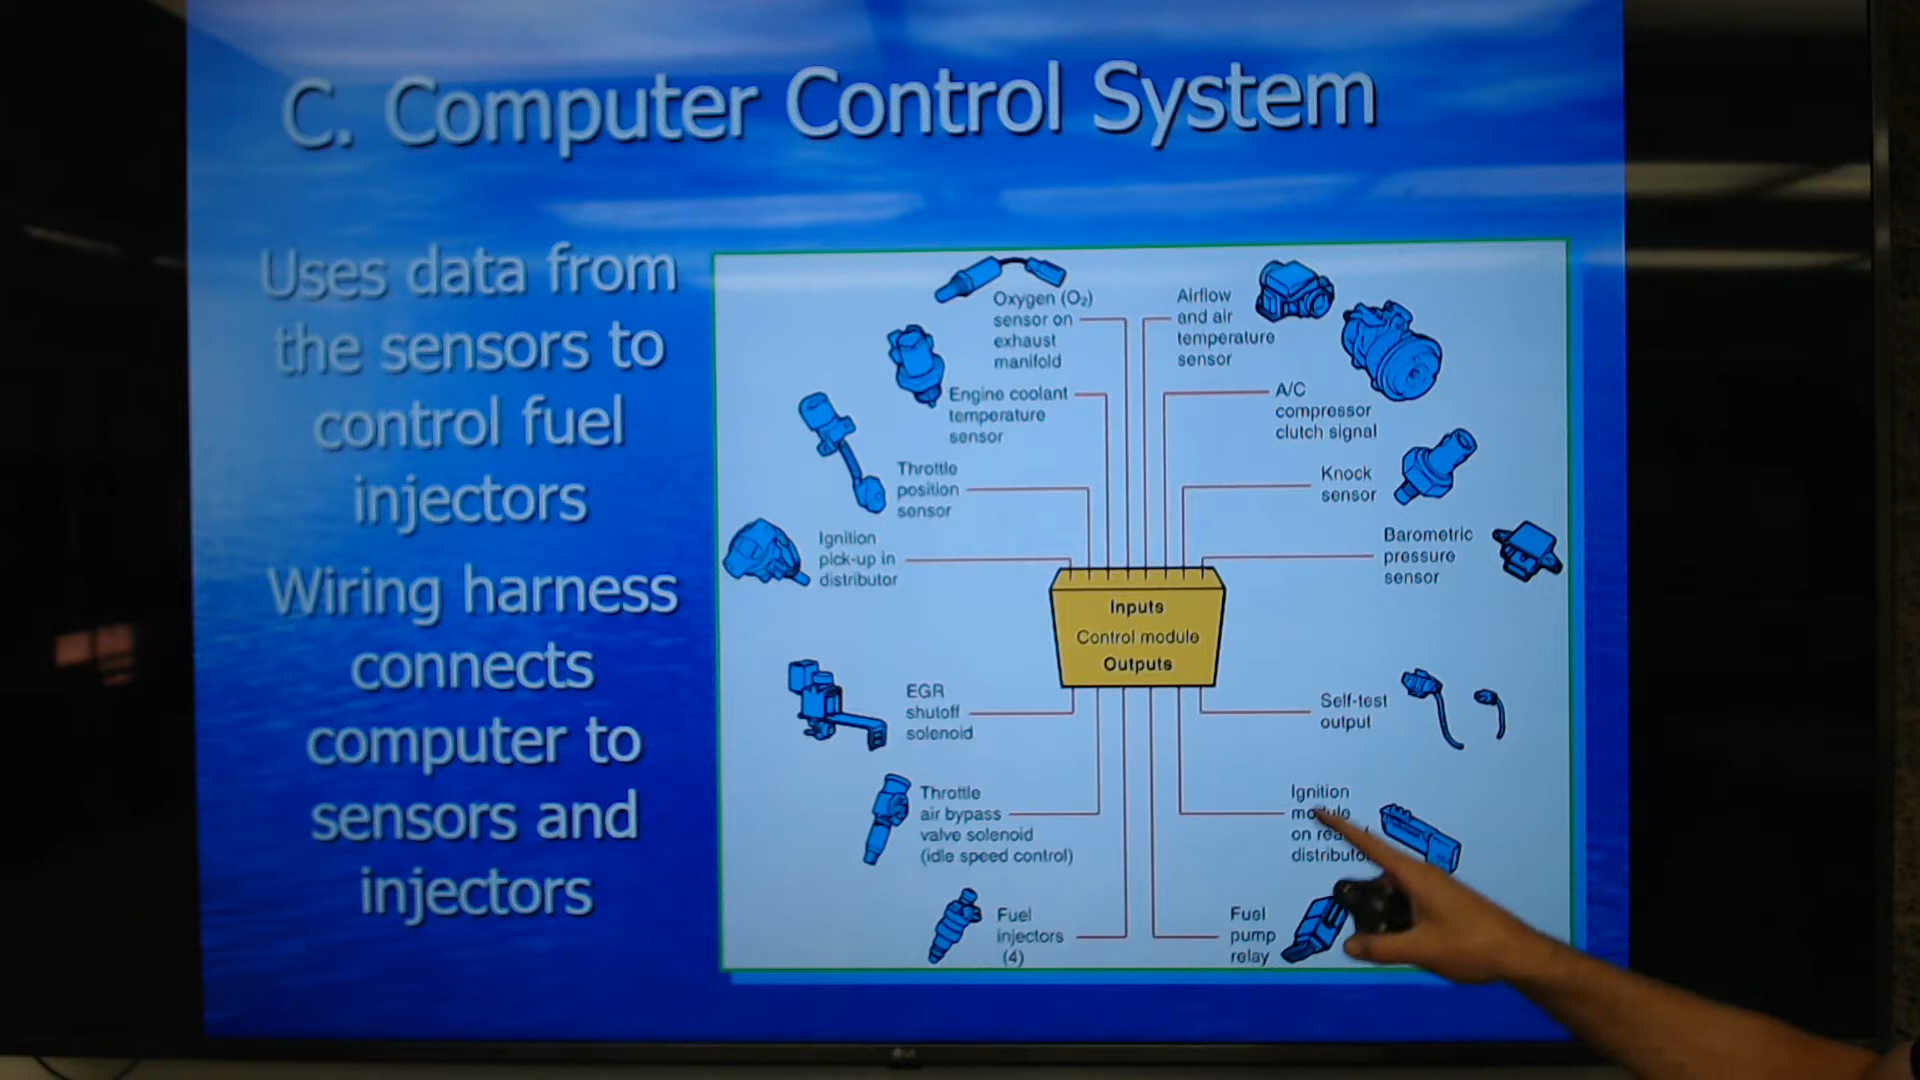 C. Computer Control System
Uses data from
the sensors to
control fuel
injectors
Wiring harness
connects
computer to
sensors and
injectors
Oxygen (O₂)
sensor on
exhaust
manifold
Airflow
and air
temperature
sensor
Engine coolant
temperature
sensor
A/C
compressor
clutch signal
Throttle
position
sensor
Knock
sensor
Ignition
pick-up in
distributor
Barometric
pressure
sensor
Inputs
Control module
Outputs
EGR
shutoff
solenoid
Self-test
output
Throttle
air bypass
valve solenoid
(idle speed control)
Ignition
module
on
distributor
Fuel
injectors
(4)
Fuel
pump
relay
LG